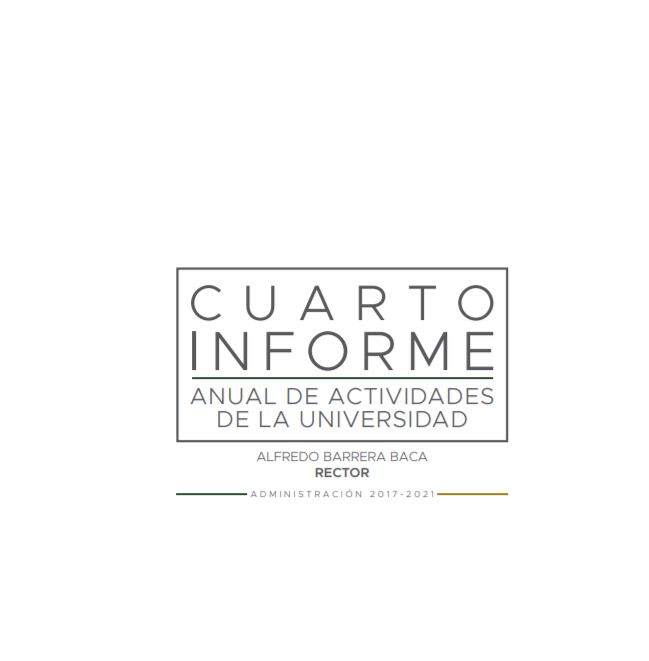 CUARTO
INFORME
ANUAL DE ACTIVIDADES
DE LA UNIVERSIDAD
ALFREDO BARRERA BACA
RECTOR
ADMINISTRACIÓN 2017-2021